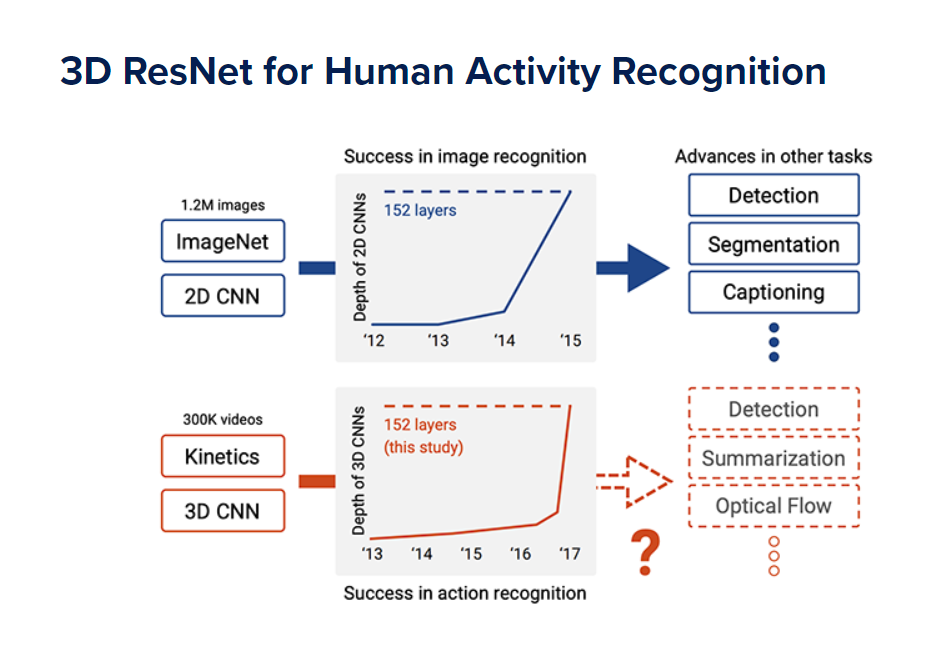 3D ResNet for Human Activity Recognition
Success in image recognition
Advances in other tasks
1.2M images
ImageNet
2D CNN
Depth of 2D CNNs
152 layers
‘12 ‘13 ‘14 ‘15
Detection
Segmentation
Captioning
300K videos
Kinetics
3D CNN
Depth of 3D CNNs
152 layers
(this study)
‘13 ‘14 ‘15 ‘16 ‘17
Success in action recognition
?
Detection
Summarization
Optical Flow